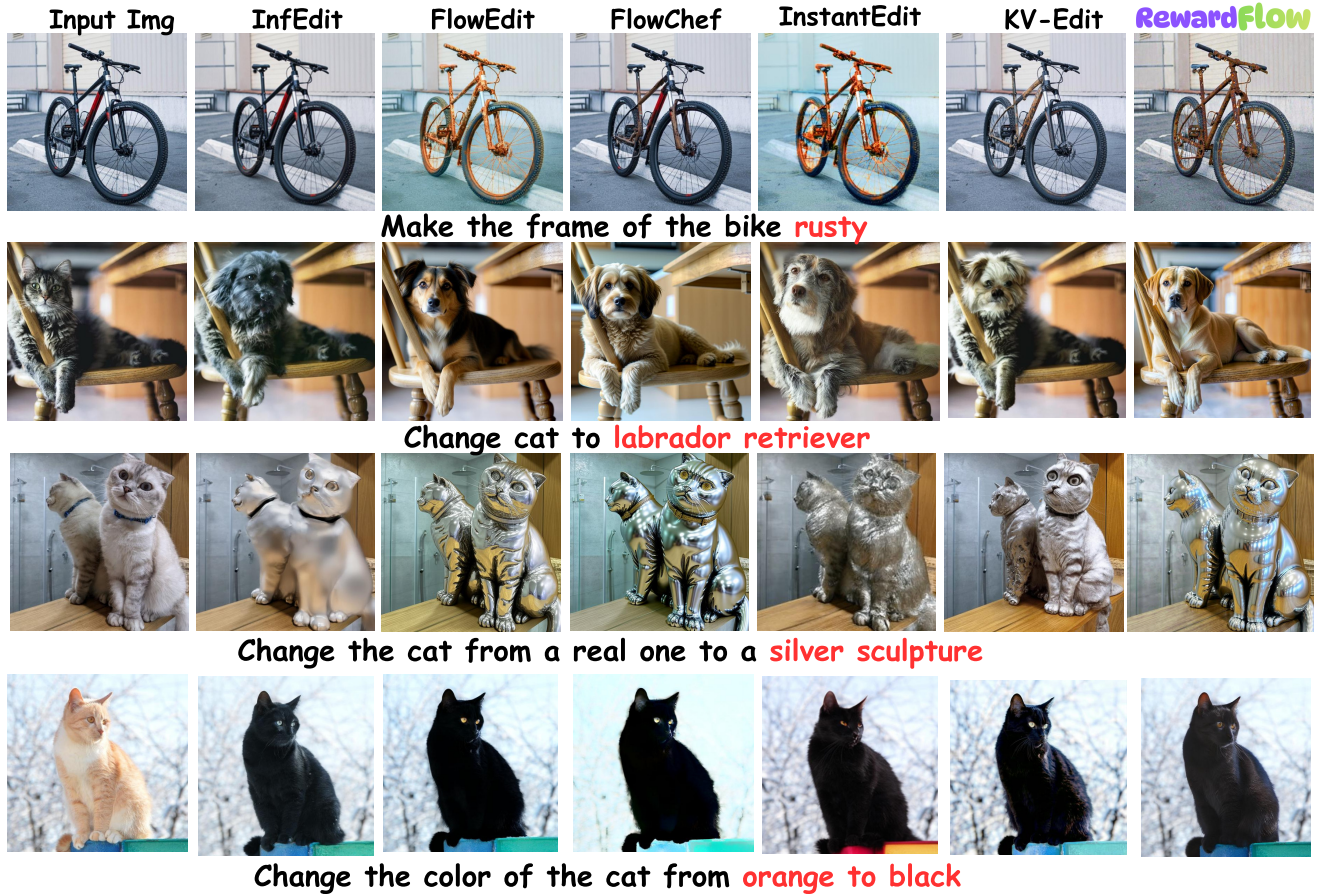 Input Img InfEdit FlowEdit FlowChef InstantEdit KV-Edit RewardFlow
Make the frame of the bike rusty
Change cat to labrador retriever
Change the cat from a real one to a silver sculpture
Change the color of the cat from orange to black